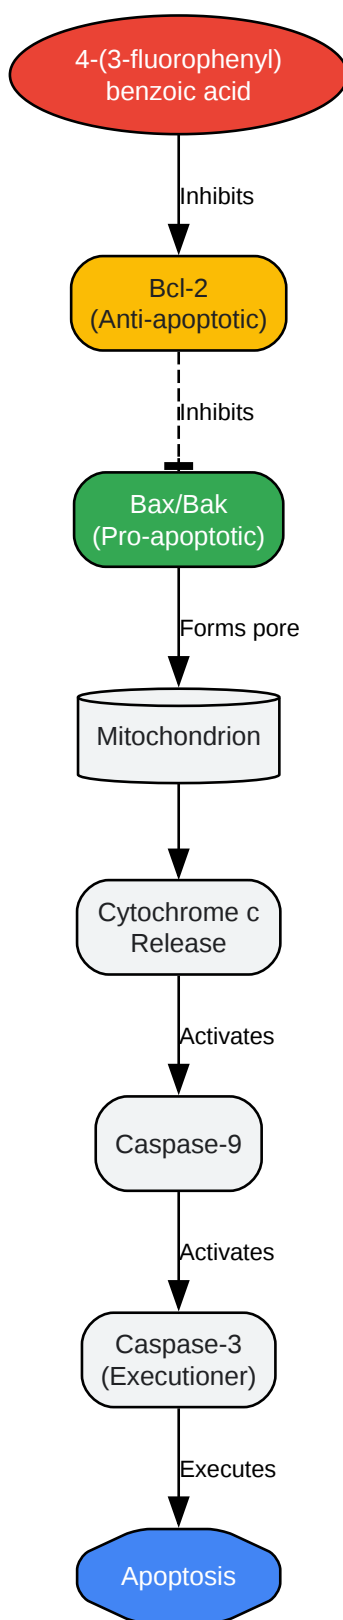 4-(3-fluorophenyl)
benzoic acid
Inhibits
Bcl-2
(Anti-apoptotic)
Inhibits
Bax/Bak
(Pro-apoptotic)
Forms pore
Mitochondrion
Cytochrome c
Release
Activates
Caspase-9
Activates
Caspase-3
(Executioner)
Executes
Apoptosis